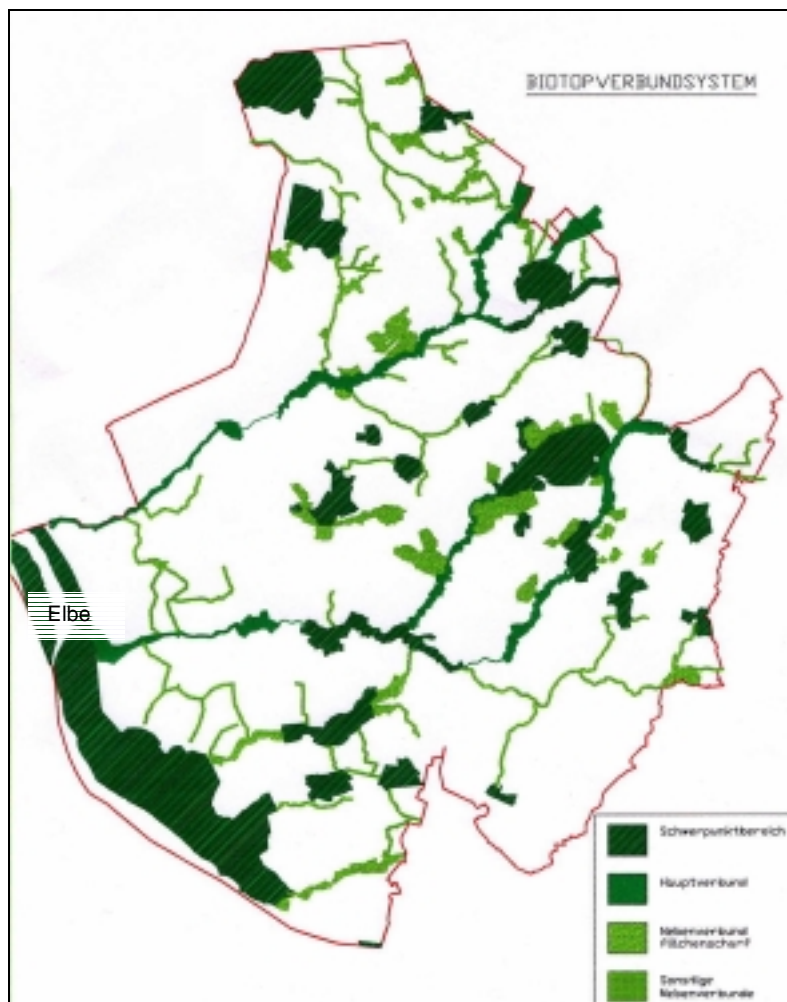 BIOTOPVERBUNDSYSTEM
Elbe
Schwerpunktbereich
Hauptverbund
Nebenverbund
flächenscharf
Sonstige
Nebenverbunde